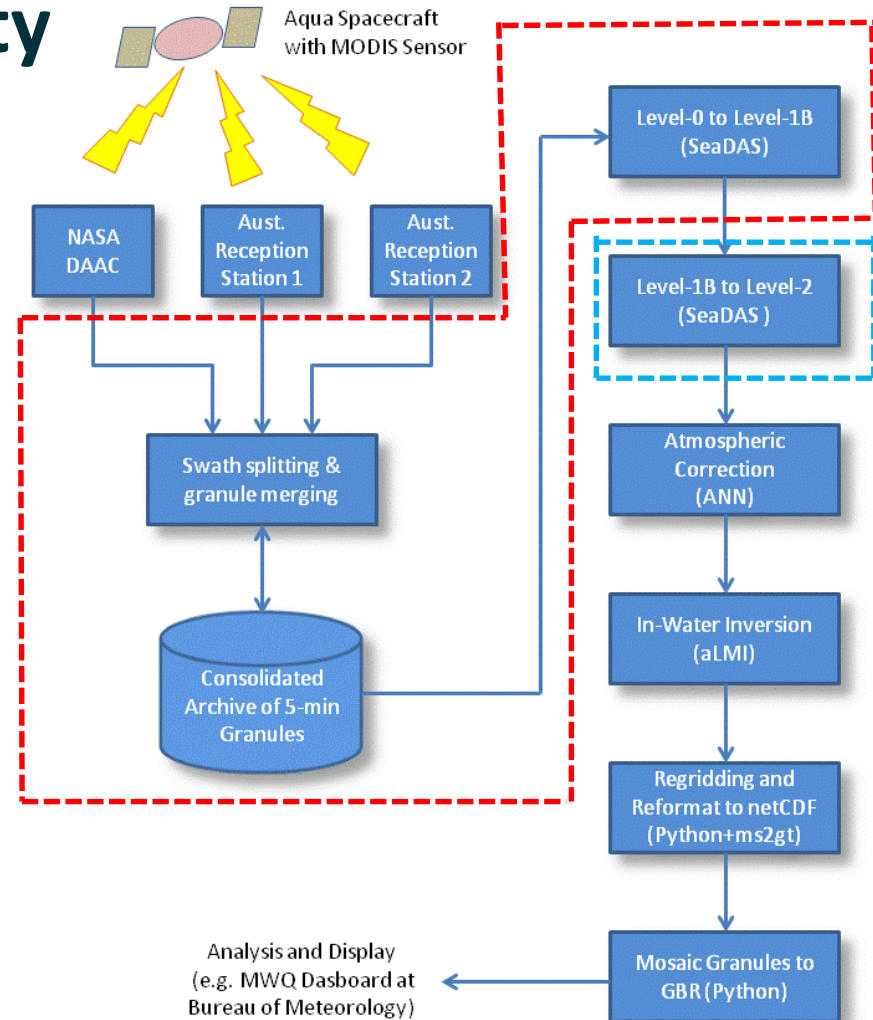 ty
Aqua Spacecraft
with MODIS Sensor
NASA
DAAC
Aust.
Reception
Station 1
Aust.
Reception
Station 2
Swath splitting &
granule merging
Consolidated
Archive of 5-min
Granules
Level-0 to Level-1B
(SeaDAS)
Level-1B to Level-2
(SeaDAS )
Atmospheric
Correction
(ANN)
In-Water Inversion
(aLMI)
Regridding and
Reformat to netCDF
(Python+ms2gt)
Mosaic Granules to
GBR (Python)
Analysis and Display
(e.g. MWQ Dasboard at
Bureau of Meteorology)